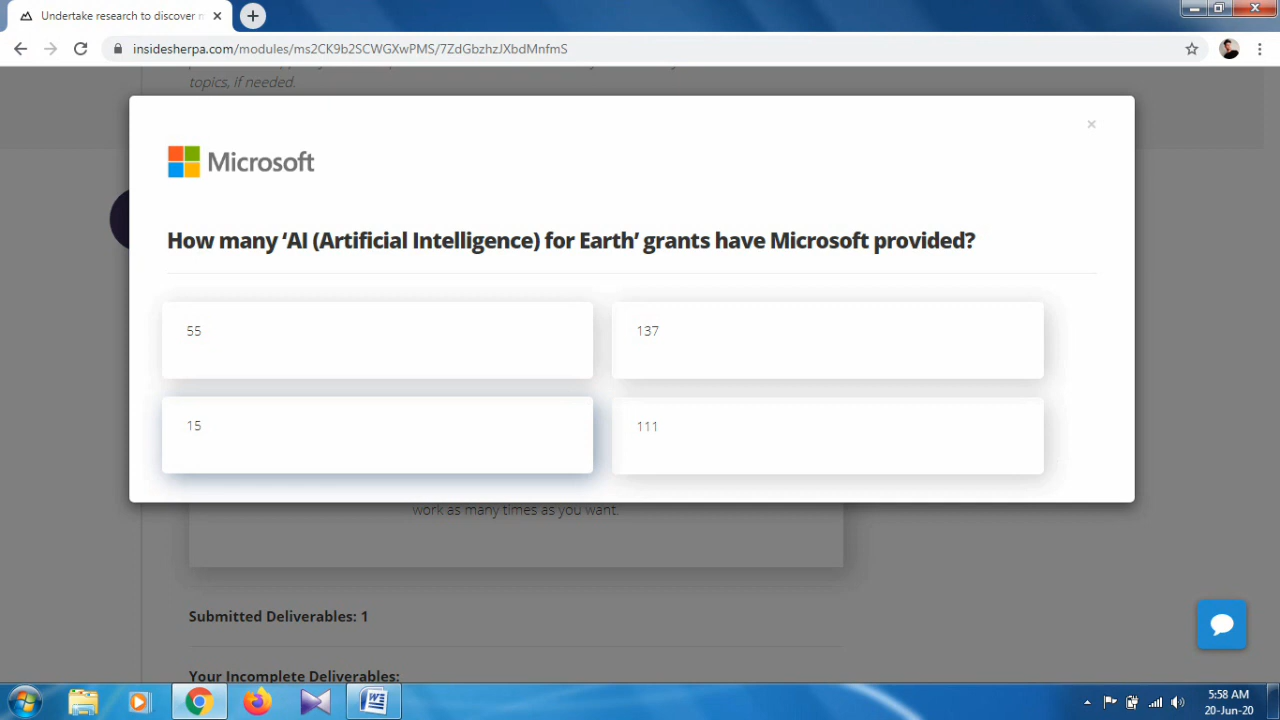 Undertake research to discover
insidesherpa.com/modules/ms2CK9b2SCWGXwPMS/7ZdGbzhzJXbdMnfmS
topics, if needed.
Microsoft
How many ‘AI (Artificial Intelligence) for Earth’ grants have Microsoft provided?
55
137
15
111
work as many times as you want.
Submitted Deliverables: 1
Your Incomplete Deliverables:
5:58 AM
20-Jun-20